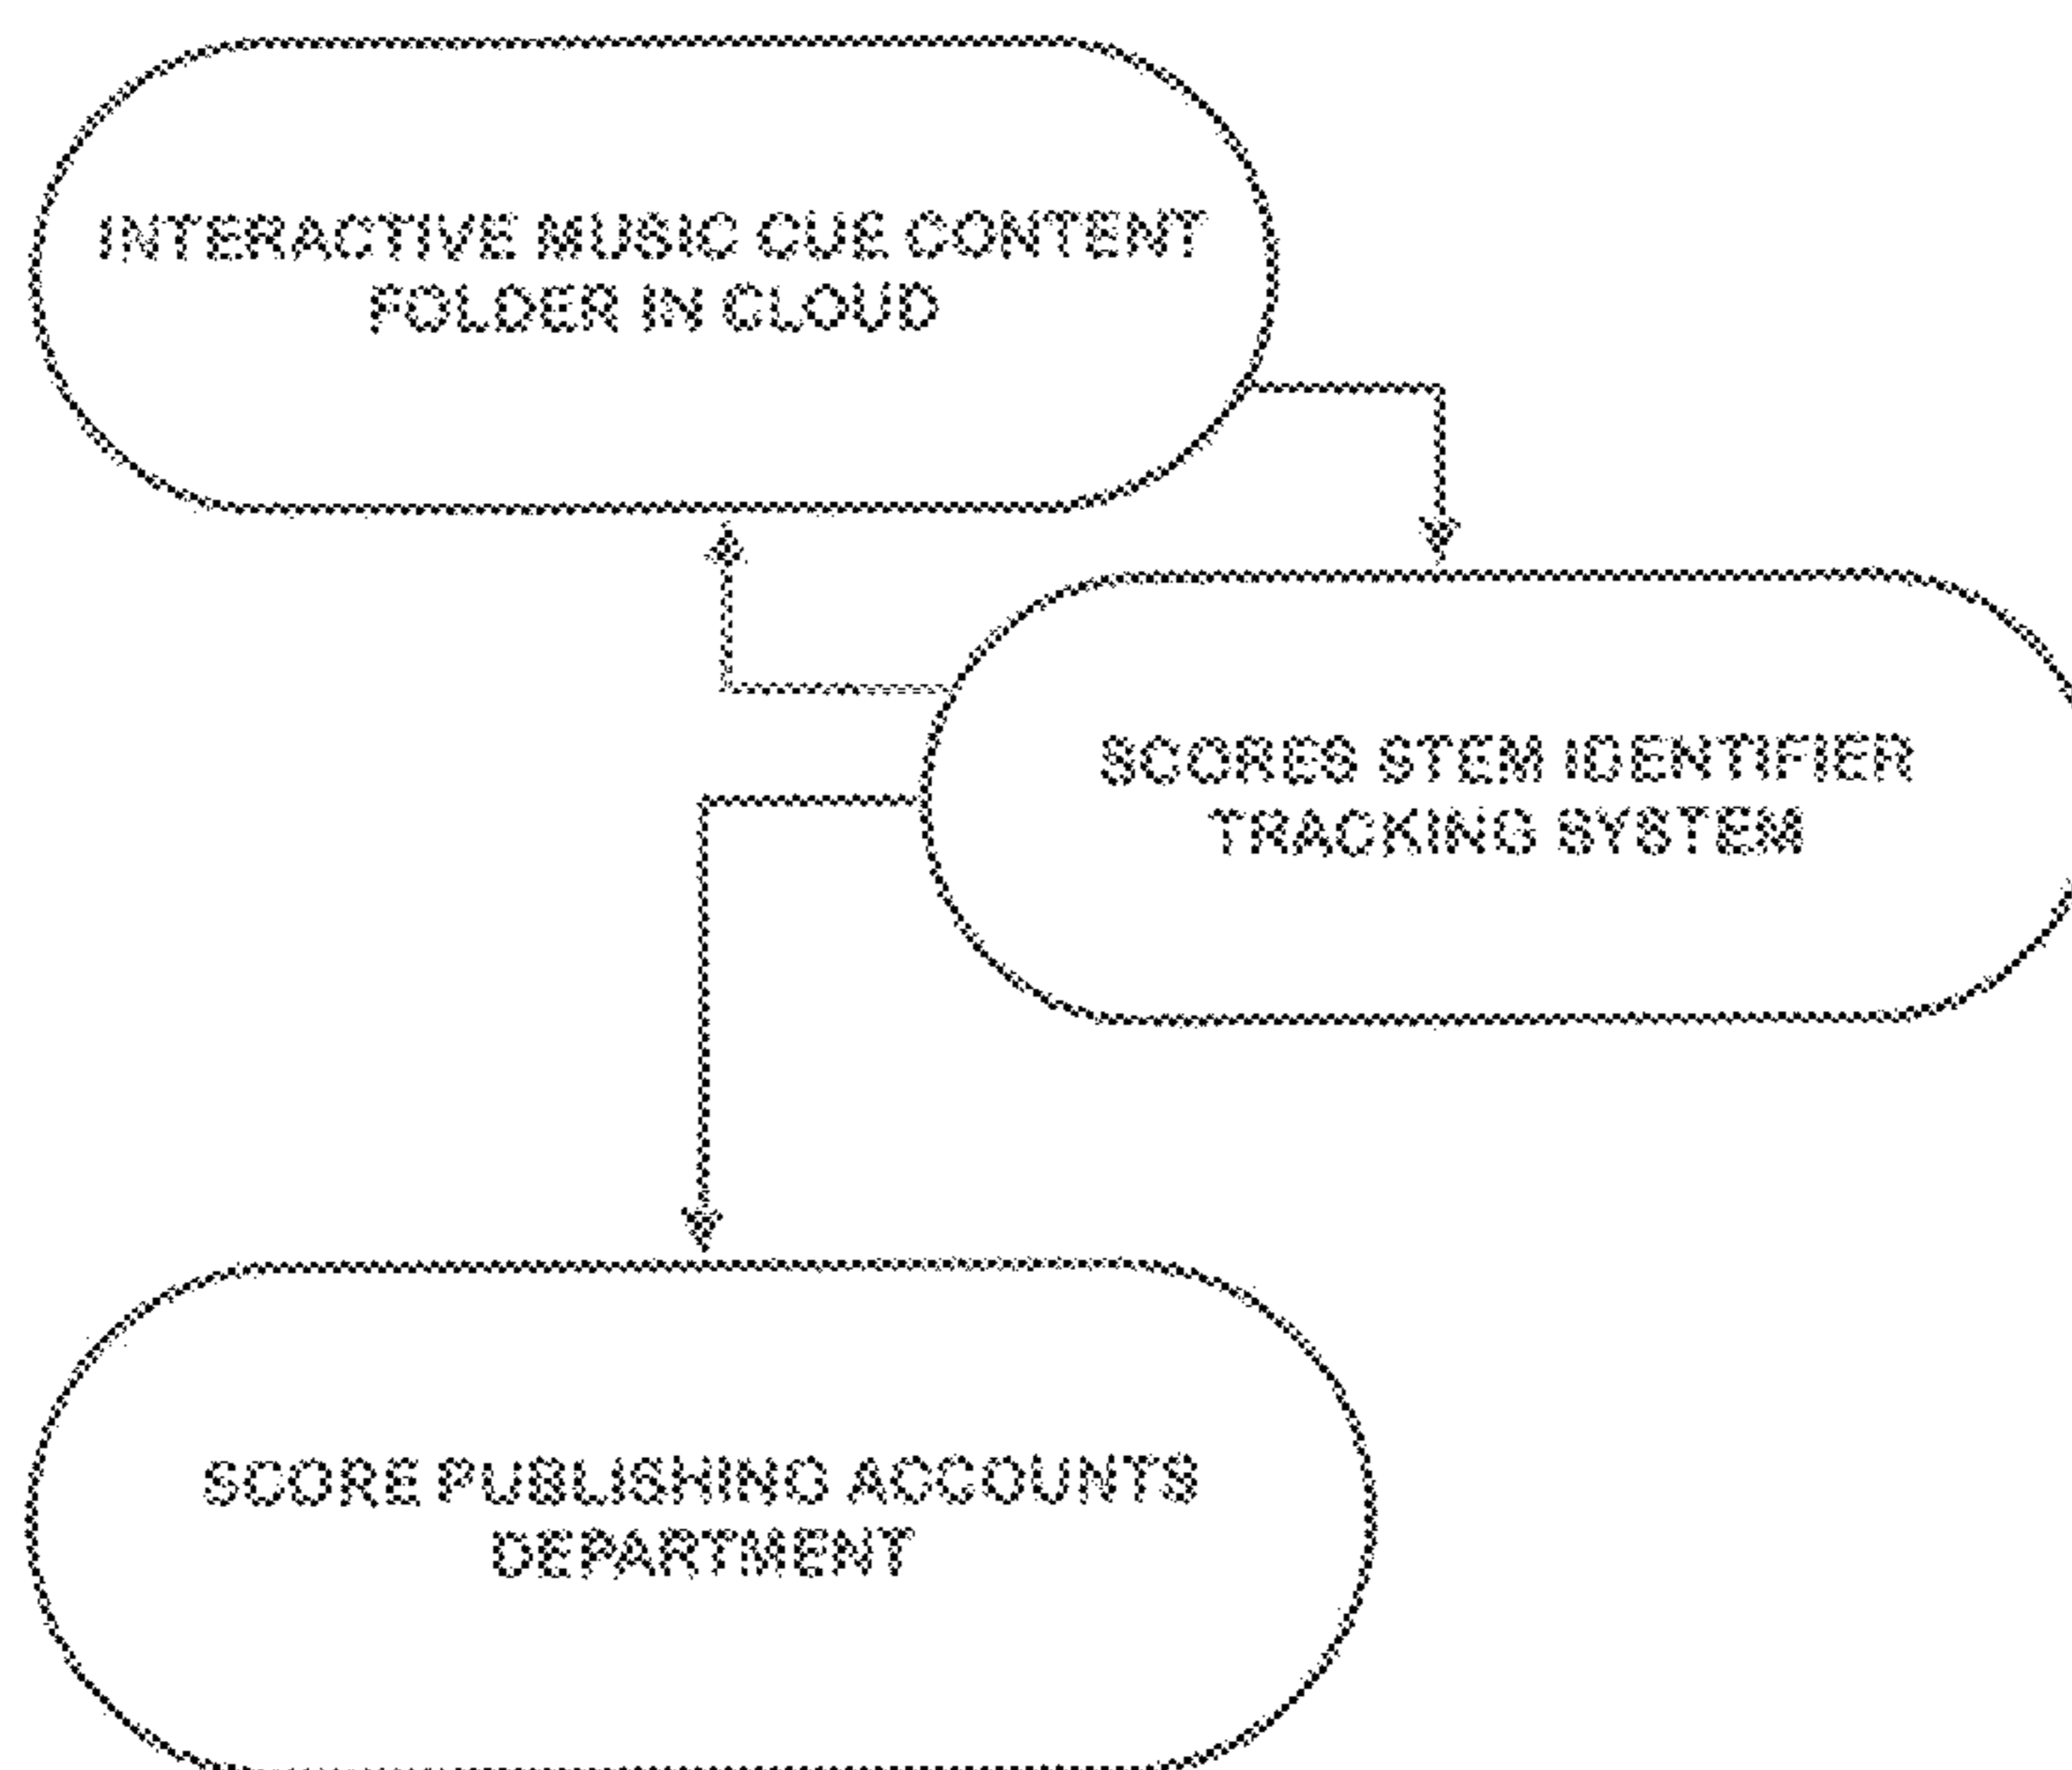 INTERACTIVE MUSIC CUE CONTENT
FOLDER IN CLOUD
SCORES STEM IDENTIFIER
TRACKING SYSTEM
SCORE PUBLISHING ACCOUNTS
DEPARTMENT